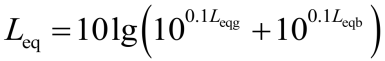 L_eq = 10lg(10^{0.1L_eqg} + 10^{0.1L_eqb})